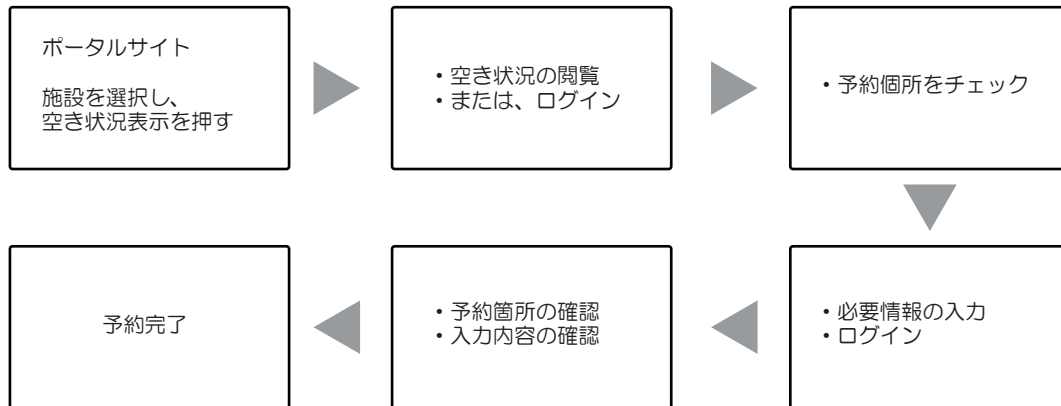 ポータルサイト
施設を選択し、
空き状況表示を押す
・空き状況の閲覧
・または、ログイン
・予約個所をチェック
・必要情報の入力
・ログイン
・予約箇所の確認
・入力内容の確認
予約完了